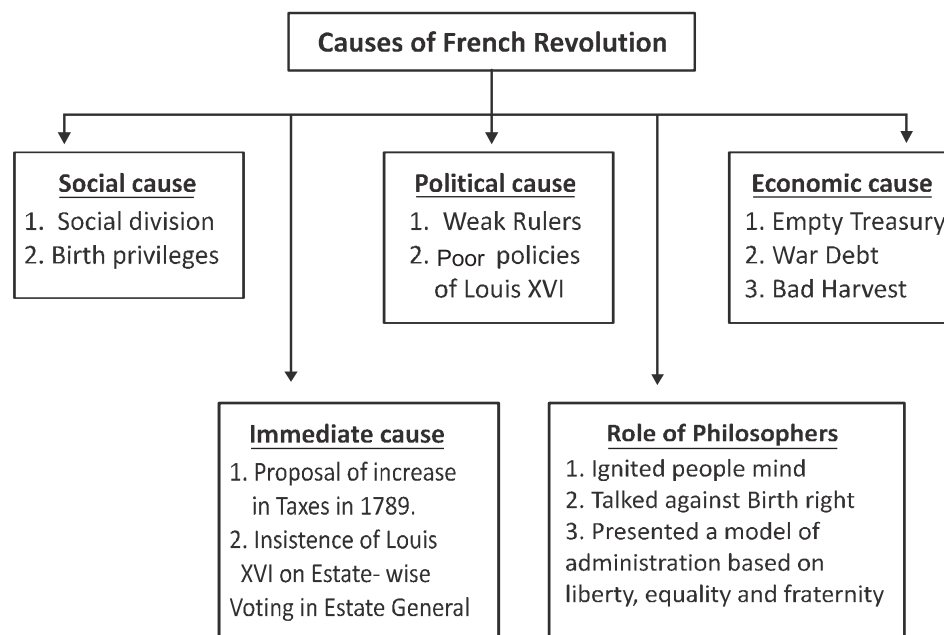 Causes of French Revolution
Social cause
1. Social division
2. Birth privileges
Political cause
1. Weak Rulers
2. Poor policies
of Louis XVI
Economic cause
1. Empty Treasury
2. War Debt
3. Bad Harvest
Immediate cause
1. Proposal of increase
in Taxes in 1789.
2. Insistence of Louis
XVI on Estate- wise
Voting in Estate General
Role of Philosophers
1. Ignited people mind
2. Talked against Birth right
3. Presented a model of
administration based on
liberty, equality and fraternity